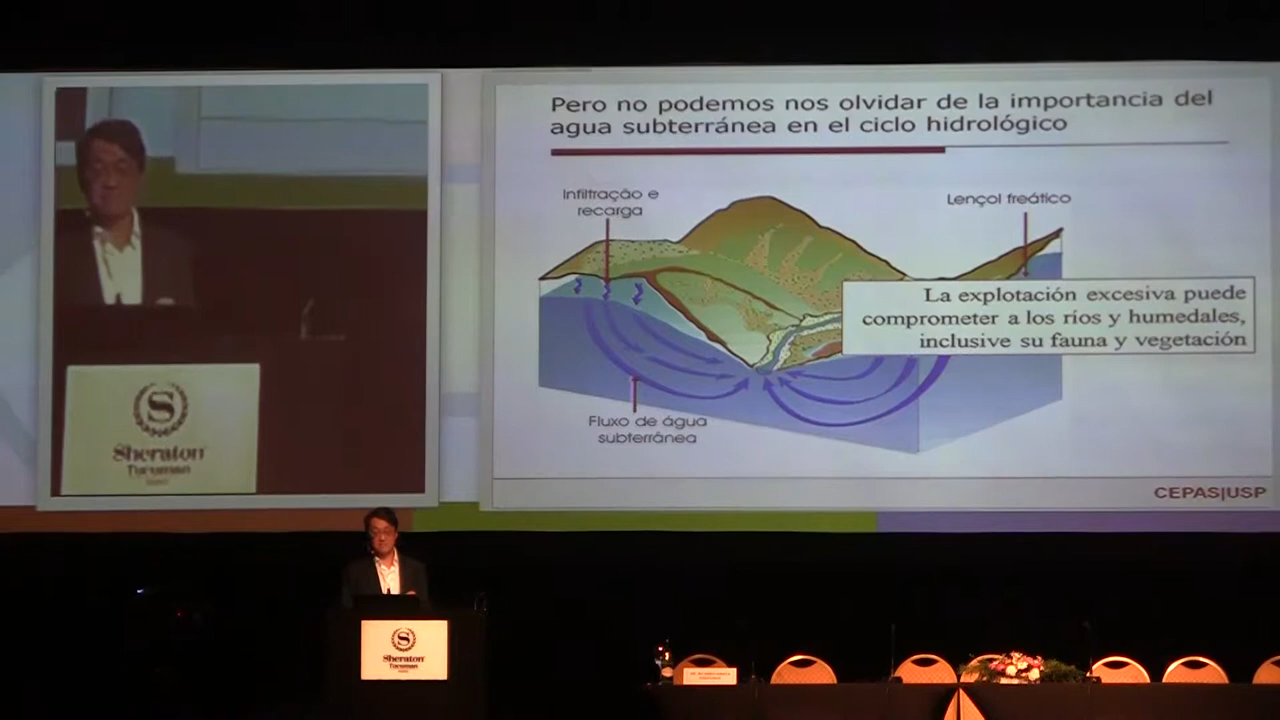 Pero no podemos nos olvidar de la importancia del
agua subterránea en el ciclo hidrológico
Infiltração e
recarga
Lençol freático
La explotación excesiva puede
comprometer a los ríos y humedales,
inclusive su fauna y vegetación
Fluxo de água
subterrânea
CEPAS|USP
S
Sheraton
Tucuman
S
Sheraton
Tucuman